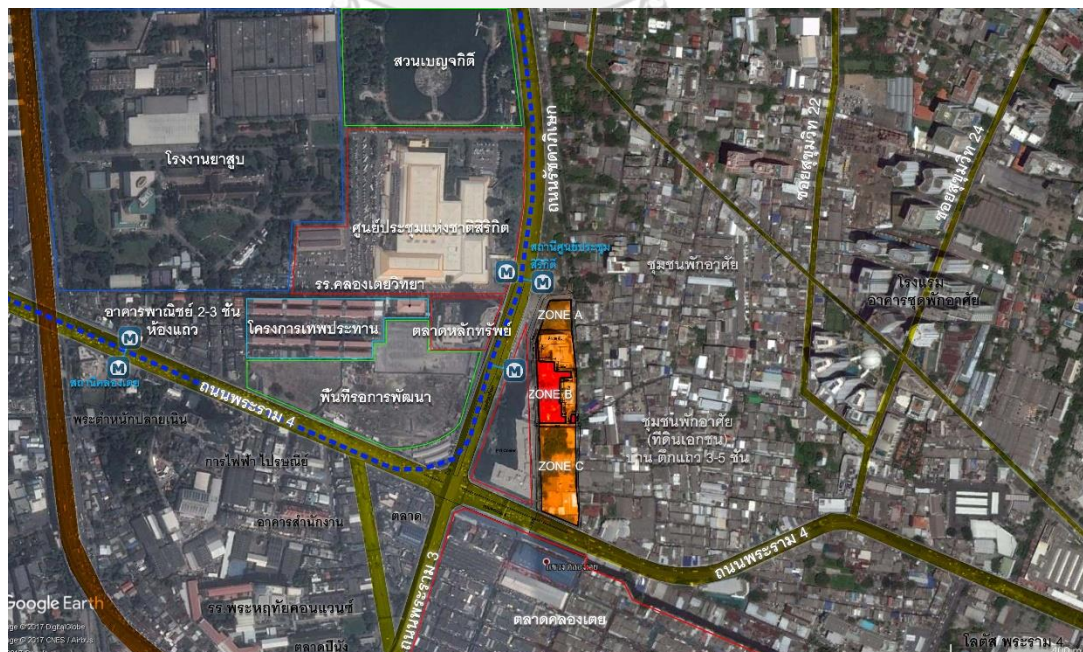 สวนเบญจกิติ
ถนนรัชดาภิเษก
ซอยสุขุมวิท 22
ซอยสุขุมวิท 24
โรงงานยาสูบ
ศูนย์ประชุมแห่งชาติสิริกิต
สถานีศูนย์ประชุม
สิริกิติ์
M
M
ชุมชนพักอาศัย
รร.คลองเตยวิทยา
โรงแรม
อาคารชุดพักอาศัย
อาคารพาณิชย์ 2-3 ชั้น
ห้องแถว
โครงการเทพประทาน
ตลาดหลักทรัพย์
ZONE A
M
M
สถานีคลองเตย
M
ZONE B
พื้นที่รอการพัฒนา
ถนนพระราม 4
พระตำหนักปลายเนิน
ชุมชนพักอาศัย
(ที่ดินเอกชน)
บ้าน ตึกแถว 3-5 ชั้น
การไฟฟ้า ไปรษณีย์
ZONE C
อาคารสำนักงาน
ตลาด
ถนนพระราม 4
ถนนพระราม 3
รร พระหฤทัยคอนแวนซ์
ตลาดคลองเตย
ตลาดปีนัง
โลตัส พระราม 4
Google Earth
2017 DigitalGlobe
2017 CNES / Airbus